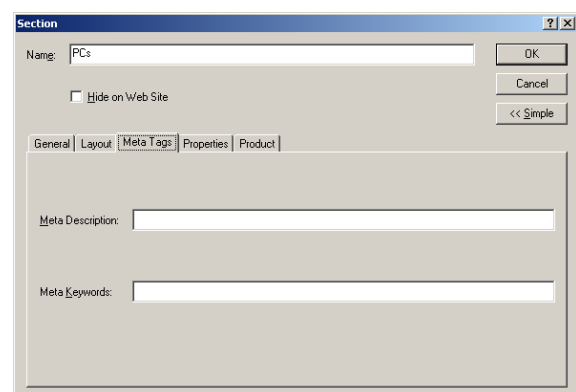 Section
Name: PCs
OK
Cancel
Hide on Web Site
<< Simple
General Layout Meta Tags Properties Product
Meta Description:
Meta Keywords: